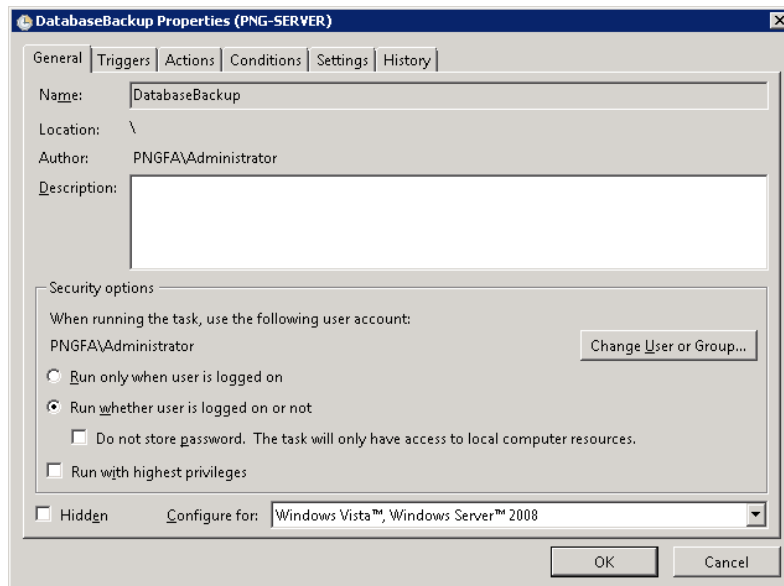 DatabaseBackup Properties (PNG-SERVER)
General Triggers Actions Conditions Settings History
Name: DatabaseBackup
Location: \
Author: PNGFA\Administrator
Description:
Security options
When running the task, use the following user account:
PNGFA\Administrator Change User or Group...
Run only when user is logged on
Run whether user is logged on or not
Do not store password. The task will only have access to local computer resources.
Run with highest privileges
Hidden Configure for: Windows Vista™, Windows Server™ 2008
OK Cancel